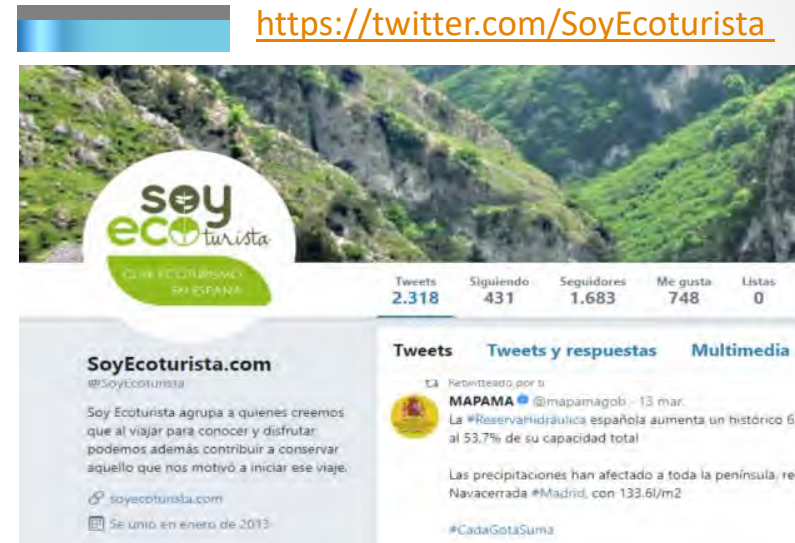 https://twitter.com/SoyEcoturista
soy
ecoturista
CLUB ECOTURISMO
EN ESPAÑA
Tweets Siguiendo Seguidores Me gusta Listas
2.318 431 1.683 748 0
SoyEcoturista.com
@SoyEcoturista
Soy Ecoturista agrupa a quienes creemos
que al viajar para conocer y disfrutar
podemos además contribuir a conservar
aquello que nos motivó a iniciar ese viaje.
soyecoturista.com
Se unió en enero de 2013
Tweets Tweets y respuestas Multimedia
Retwitteado por ti
MAPAMA @mapamagob · 13 mar.
La #ReservaHidráulica española aumenta un histórico 6
al 53.7% de su capacidad total
Las precipitaciones han afectado a toda la península, re
Navacerrada #Madrid, con 133.6l/m2
#CadaGotaSuma